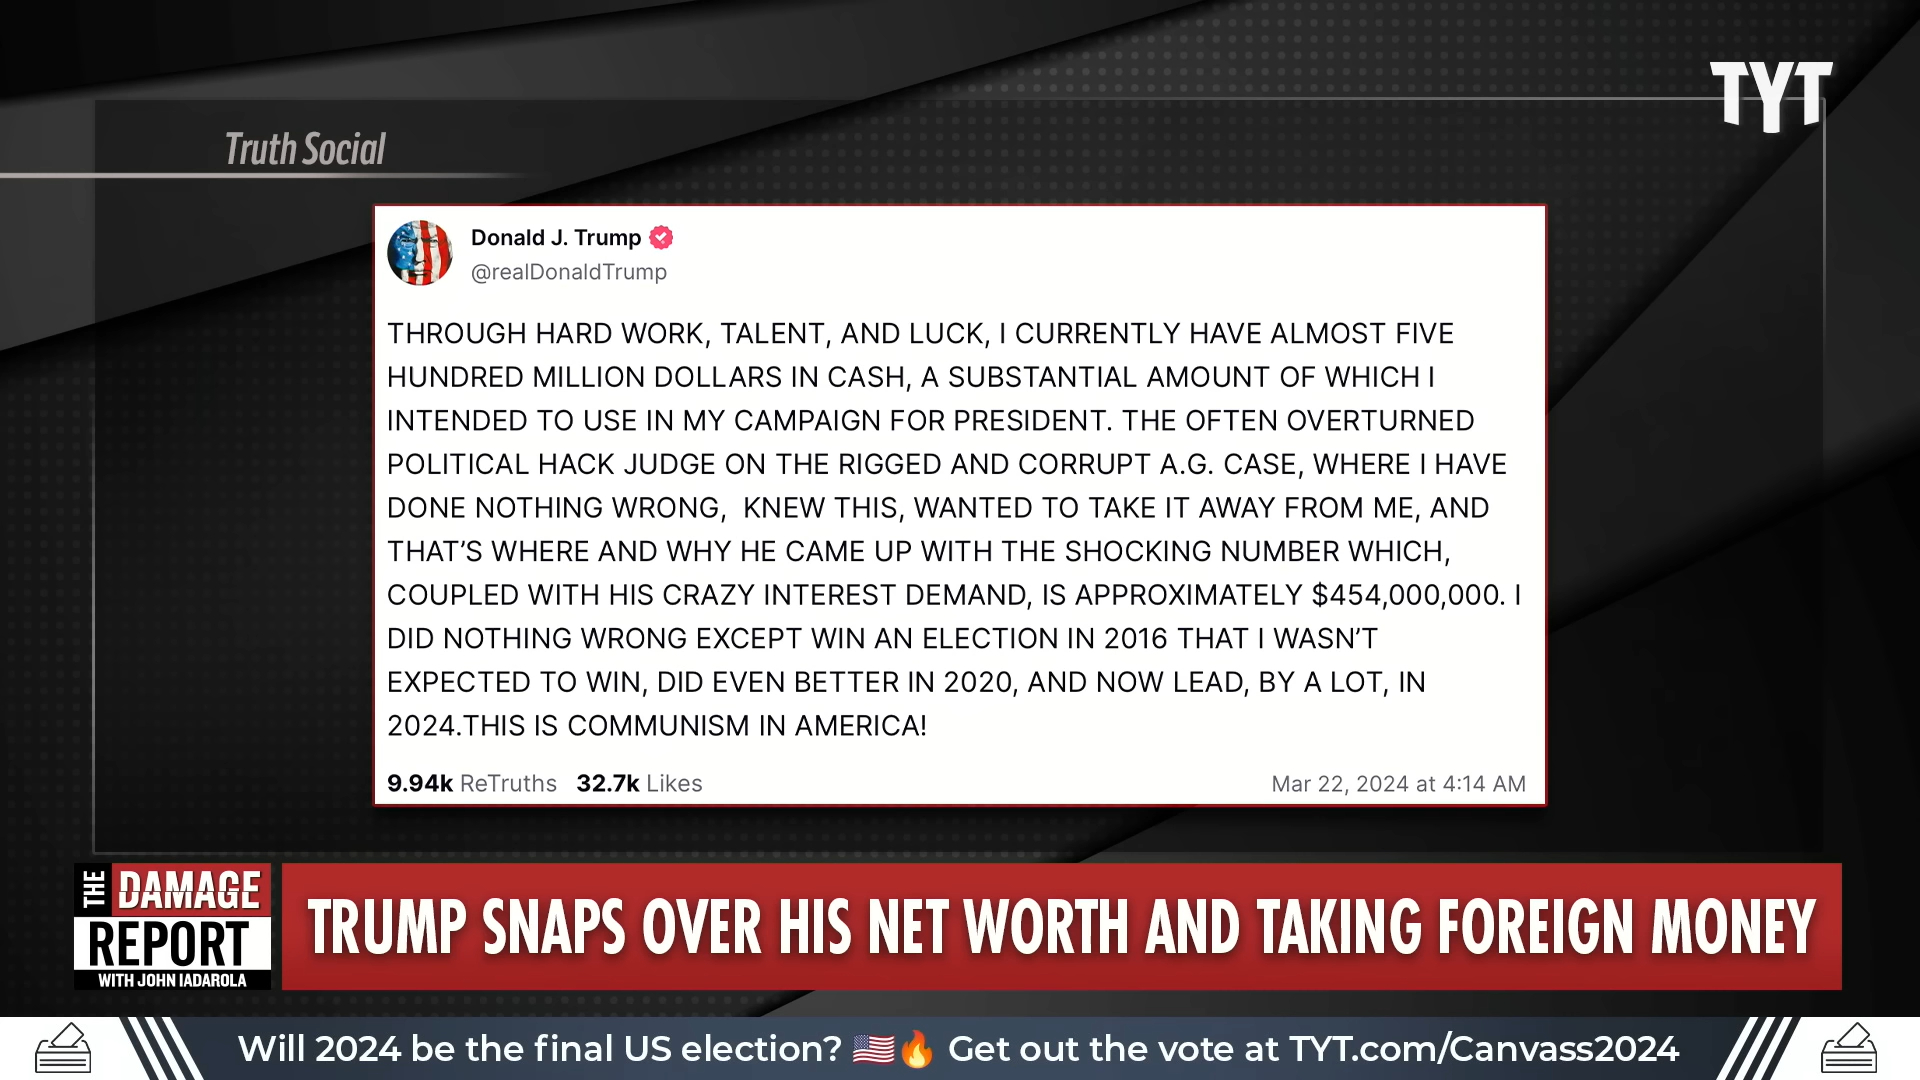 TYT
Truth Social
Donald J. Trump
@realDonaldTrump
THROUGH HARD WORK, TALENT, AND LUCK, I CURRENTLY HAVE ALMOST FIVE
HUNDRED MILLION DOLLARS IN CASH, A SUBSTANTIAL AMOUNT OF WHICH I
INTENDED TO USE IN MY CAMPAIGN FOR PRESIDENT. THE OFTEN OVERTURNED
POLITICAL HACK JUDGE ON THE RIGGED AND CORRUPT A.G. CASE, WHERE I HAVE
DONE NOTHING WRONG,  KNEW THIS, WANTED TO TAKE IT AWAY FROM ME, AND
THAT’S WHERE AND WHY HE CAME UP WITH THE SHOCKING NUMBER WHICH,
COUPLED WITH HIS CRAZY INTEREST DEMAND, IS APPROXIMATELY $454,000,000. I
DID NOTHING WRONG EXCEPT WIN AN ELECTION IN 2016 THAT I WASN’T
EXPECTED TO WIN, DID EVEN BETTER IN 2020, AND NOW LEAD, BY A LOT, IN
2024.THIS IS COMMUNISM IN AMERICA!
9.94k ReTruths 32.7k Likes Mar 22, 2024 at 4:14 AM
THE DAMAGE
REPORT
WITH JOHN IADAROLA
TRUMP SNAPS OVER HIS NET WORTH AND TAKING FOREIGN MONEY
Will 2024 be the final US election? 🇺🇸🔥 Get out the vote at TYT.com/Canvass2024